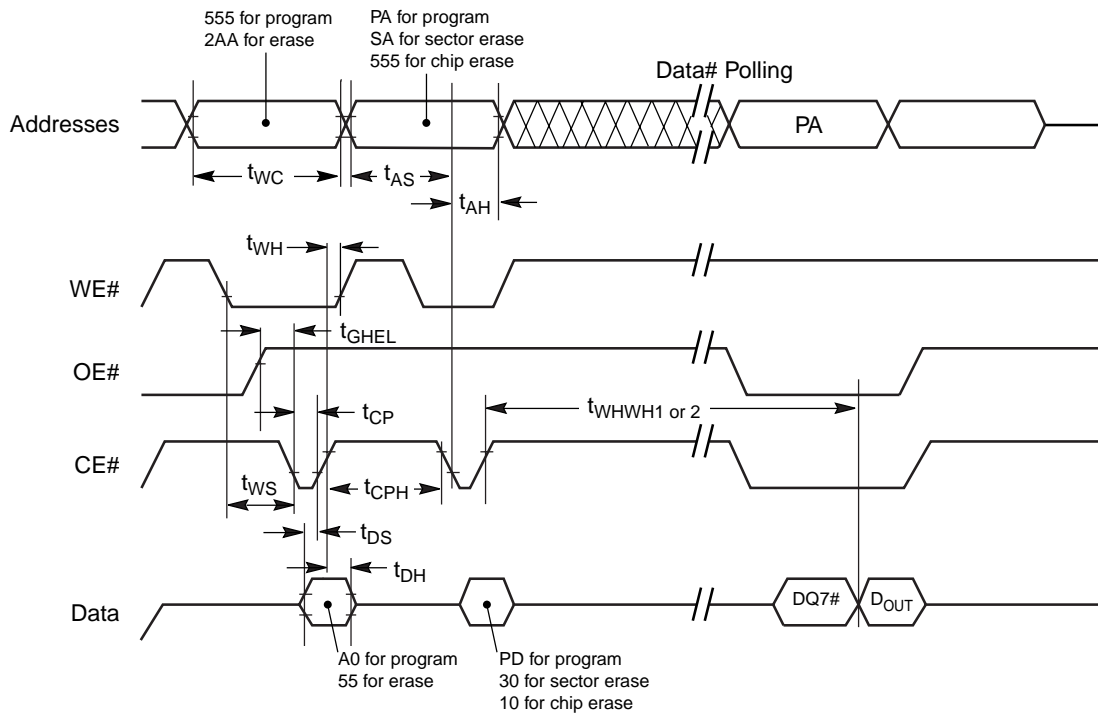 555 for program
2AA for erase
PA for program
SA for sector erase
555 for chip erase
Data# Polling
Addresses
PA
tWC
tAS
tAH
tWH
WE#
tGHEL
OE#
tCP
tWHWH1 or 2
CE#
tWS
tCPH
tDS
tDH
Data
DQ7#
DOUT
A0 for program
55 for erase
PD for program
30 for sector erase
10 for chip erase